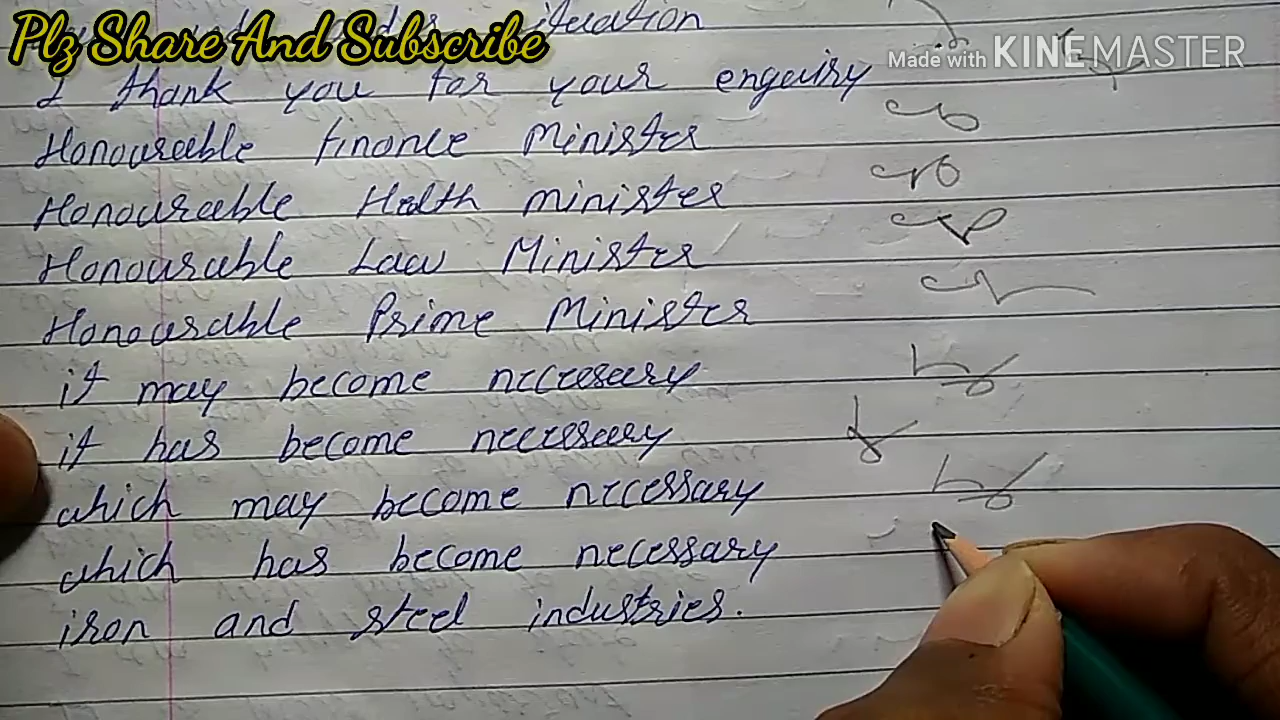 situation
Plz Share And Subscribe
Made with KINEMASTER
I thank you for your enquiry
Honourable finance Minister
Honourable Health minister
Honourable Law Minister
Honourable Prime Minister
it may become necessary
it has become necessary
which may become necessary
which has become necessary
iron and steel industries.